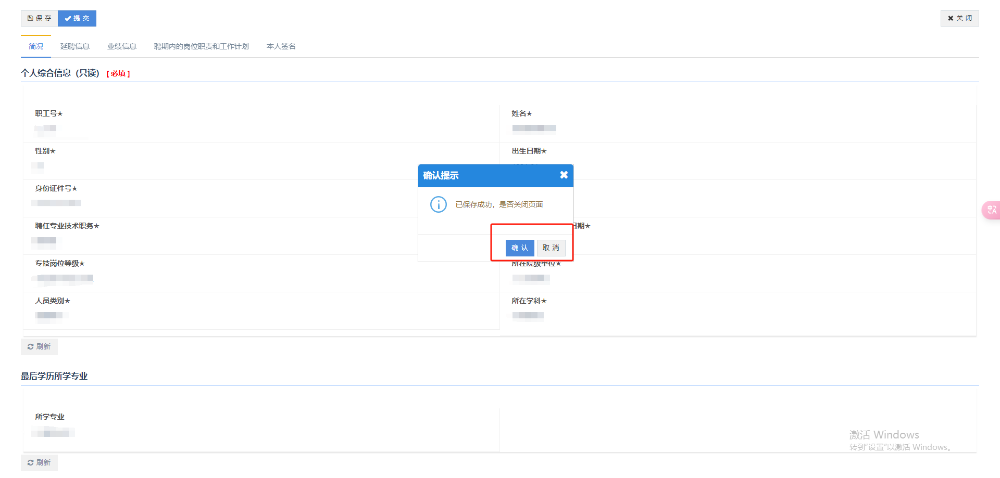 保 存 提 交 关 闭
简况 延聘信息 业绩信息 聘期内的岗位职责和工作计划 本人签名
个人综合信息（只读） [ 必填 ]
职工号★ 姓名★
性别★ 出生日期★
确认提示
身份证件号★
已保存成功，是否关闭页面
聘任专业技术职务★ 日期★
确 认 取 消
专技岗位等级★ 所在院级单位★
人员类别★ 所在学科★
刷新
最后学历所学专业
所学专业
激活 Windows
转到“设置”以激活 Windows。
刷新